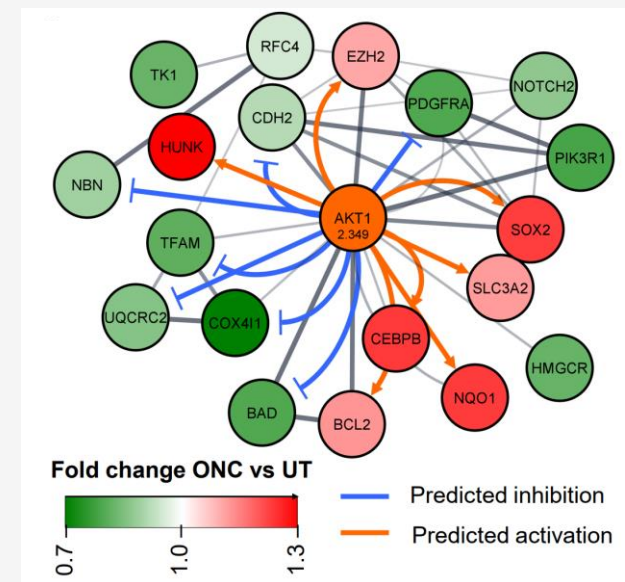 RFC4
EZH2
TK1
PDGFRA
NOTCH2
CDH2
HUNK
PIK3R1
NBN
AKT1
2.349
SOX2
TFAM
SLC3A2
UQCRC2
COX4I1
CEBPB
HMGCR
NQO1
BAD
BCL2
Fold change ONC vs UT
0.7
1.0
1.3
Predicted inhibition
Predicted activation